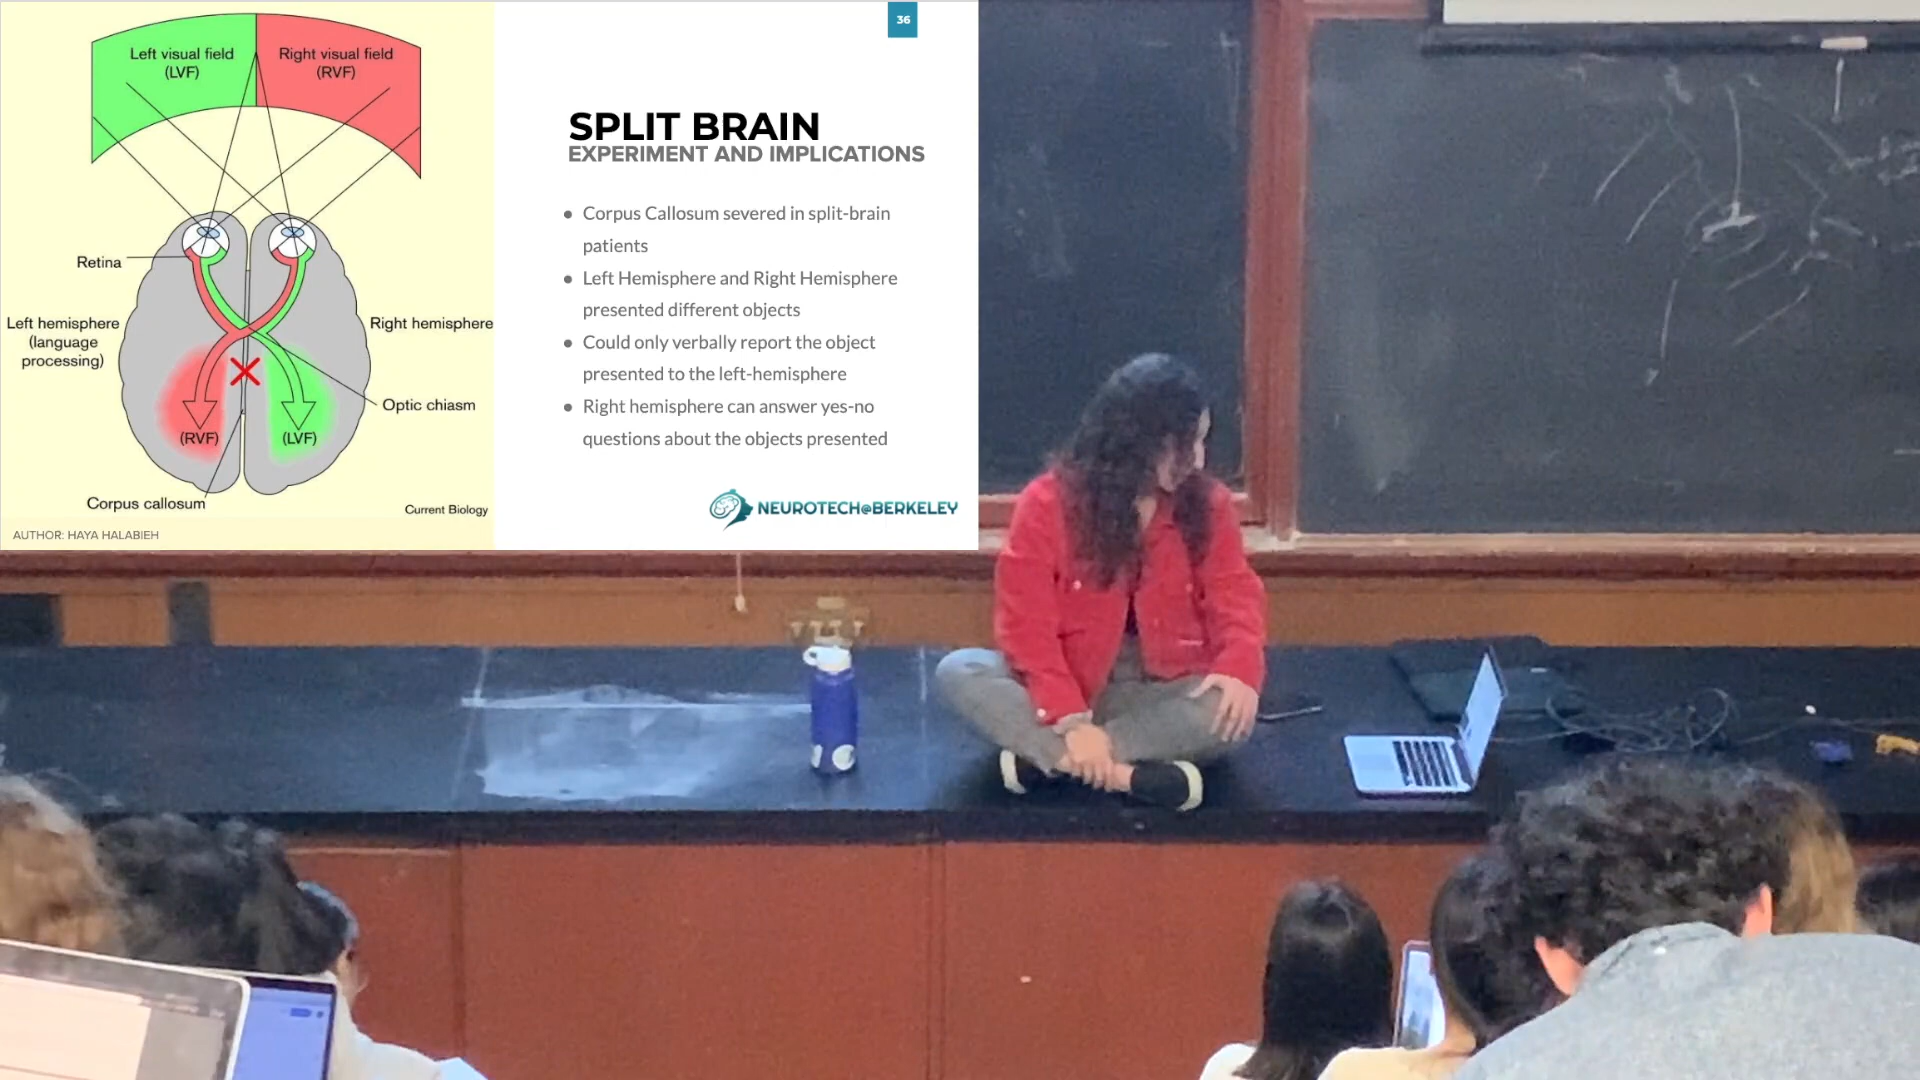 36
Left visual field
(LVF)
Right visual field
(RVF)
Retina
Left hemisphere
(language
processing)
Right hemisphere
Optic chiasm
(RVF)
(LVF)
Corpus callosum
Current Biology
AUTHOR: HAYA HALABIEH
SPLIT BRAIN
EXPERIMENT AND IMPLICATIONS
● Corpus Callosum severed in split-brain
patients
● Left Hemisphere and Right Hemisphere
presented different objects
● Could only verbally report the object
presented to the left-hemisphere
● Right hemisphere can answer yes-no
questions about the objects presented
NEUROTECH@BERKELEY